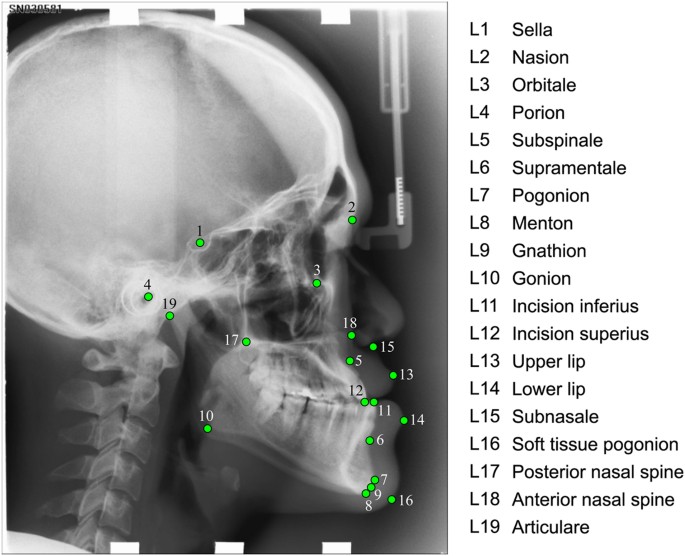 SN030581
L1 Sella
L2 Nasion
L3 Orbitale
L4 Porion
L5 Subspinale
L6 Supramentale
L7 Pogonion
L8 Menton
L9 Gnathion
L10 Gonion
L11 Incision inferius
L12 Incision superius
L13 Upper lip
L14 Lower lip
L15 Subnasale
L16 Soft tissue pogonion
L17 Posterior nasal spine
L18 Anterior nasal spine
L19 Articulare
2
1
3
4
19
18
17
15
5
13
12
11
14
10
6
7
9
8
16